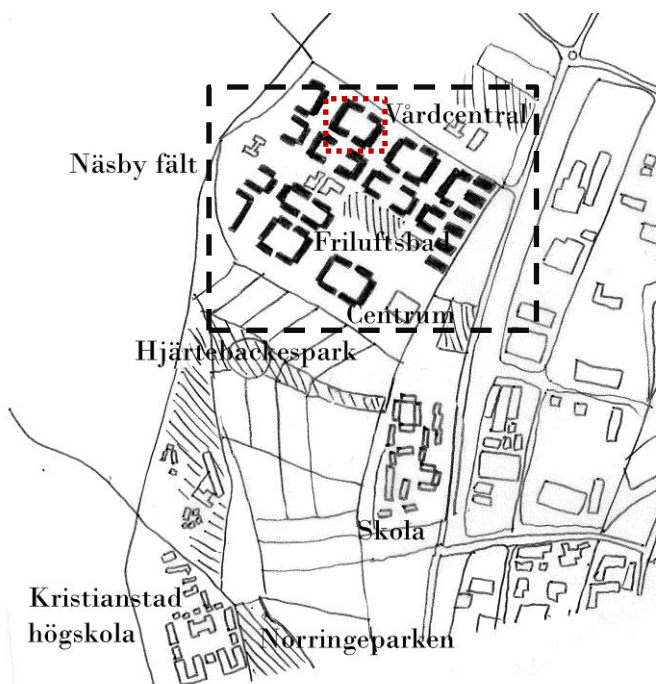 Vårdcentral
Näsby fält
Friluftsbad
Centrum
Hjärtebackespark
Skola
Kristianstad
högskola
Norringeparken